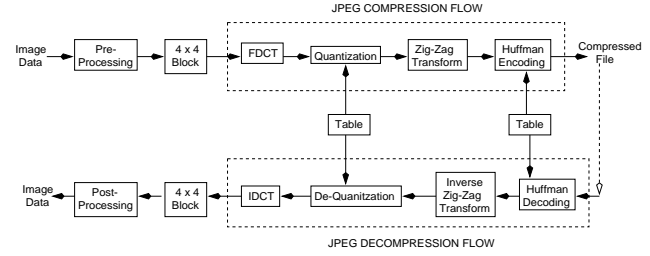 JPEG COMPRESSION FLOW
Image
Data
Pre-
Processing
4 x 4
Block
FDCT
Quantization
Zig-Zag
Transform
Huffman
Encoding
Compressed
File
Table
Table
Image
Data
Post-
Processing
4 x 4
Block
IDCT
De-Quanitzation
Inverse
Zig-Zag
Transform
Huffman
Decoding
JPEG DECOMPRESSION FLOW